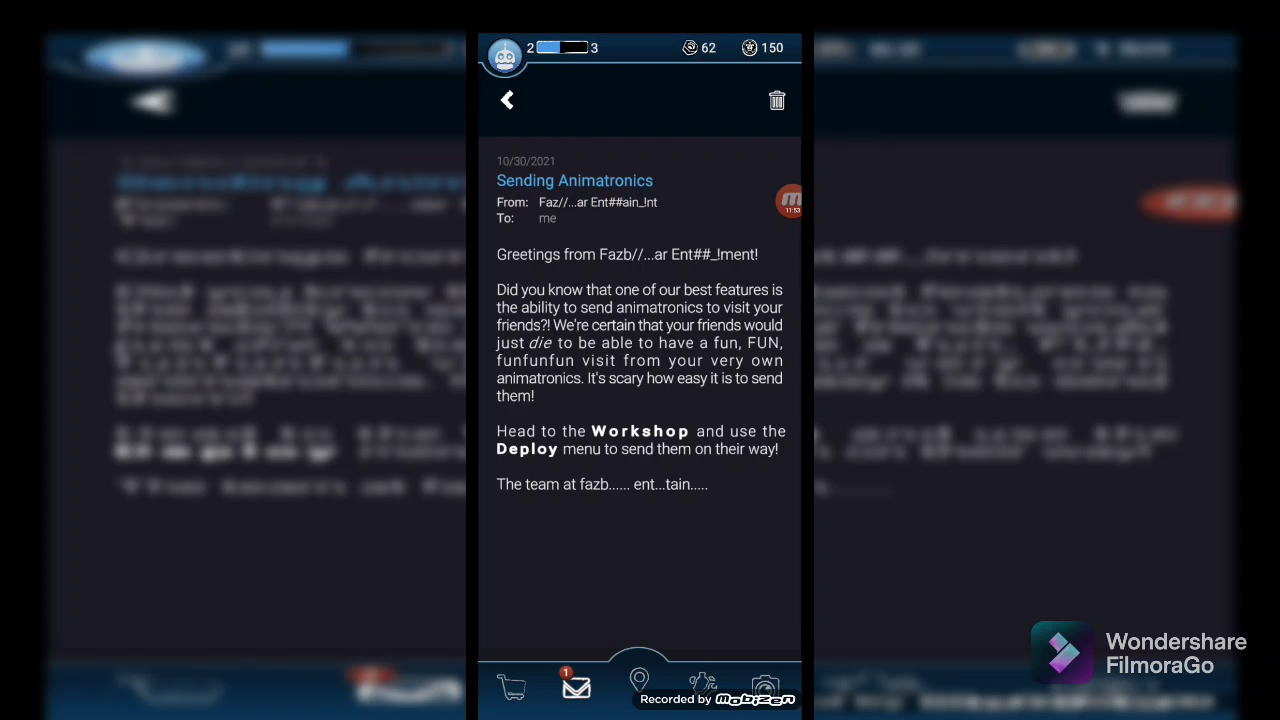 2 3 62 150
10/30/2021
Sending Animatronics
11:53
From: Faz//...ar Ent##ain_!nt
To: me
Greetings from Fazb//...ar Ent##_!ment!
Did you know that one of our best features is
the ability to send animatronics to visit your
friends?! We're certain that your friends would
just die to be able to have a fun, FUN,
funfunfun visit from your very own
animatronics. It's scary how easy it is to send
them!
Head to the Workshop and use the
Deploy menu to send them on their way!
The team at fazb...... ent...tain.....
1
Recorded by mobizen
Wondershare
FilmoraGo